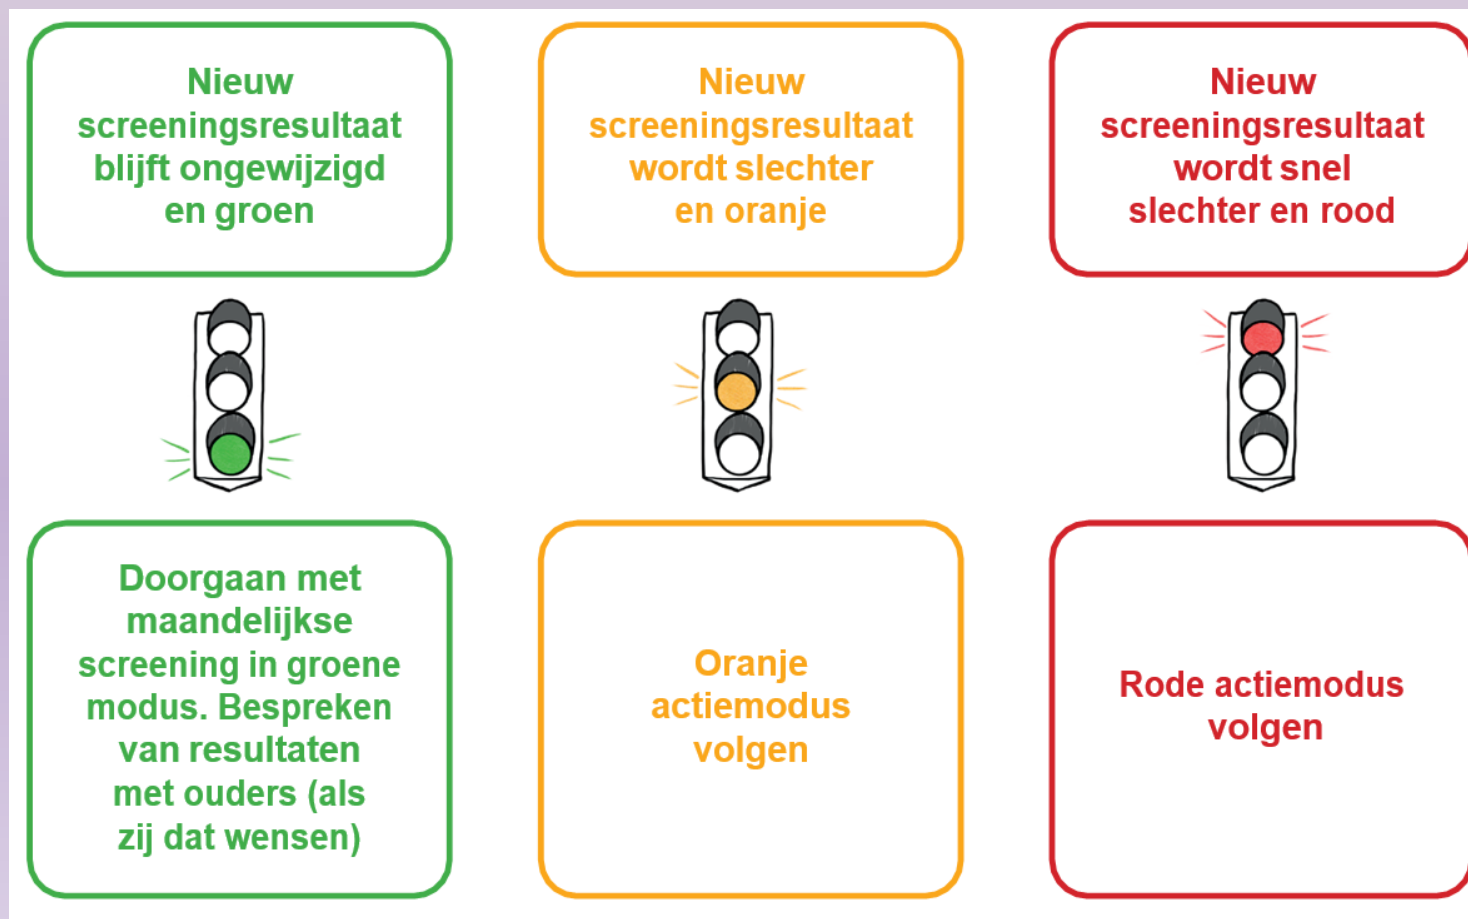 Nieuw
screeningsresultaat
blijft ongewijzigd
en groen
Nieuw
screeningsresultaat
wordt slechter
en oranje
Nieuw
screeningsresultaat
wordt snel
slechter en rood
Doorgaan met
maandelijkse
screening in groene
modus. Bespreken
van resultaten
met ouders (als
zij dat wensen)
Oranje
actiemodus
volgen
Rode actiemodus
volgen